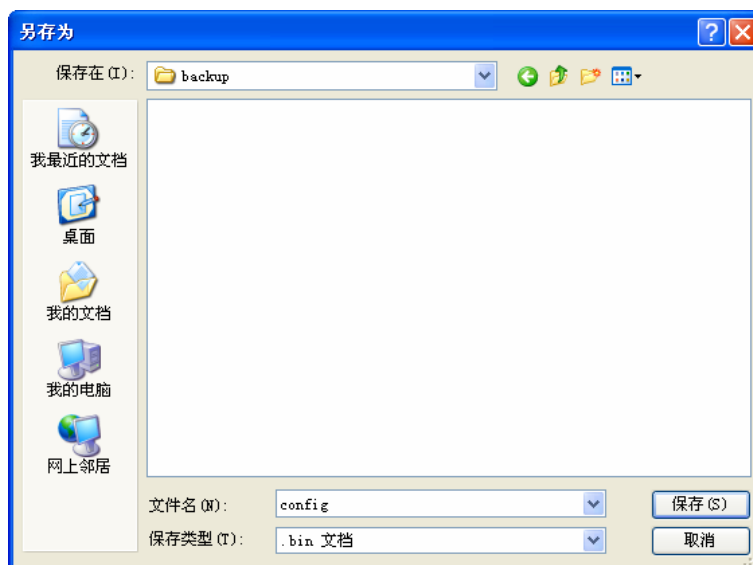 另存为
保存在(I):
backup
我最近的文档
桌面
我的文档
我的电脑
网上邻居
文件名(N):
config
保存(S)
保存类型(T):
.bin 文档
取消